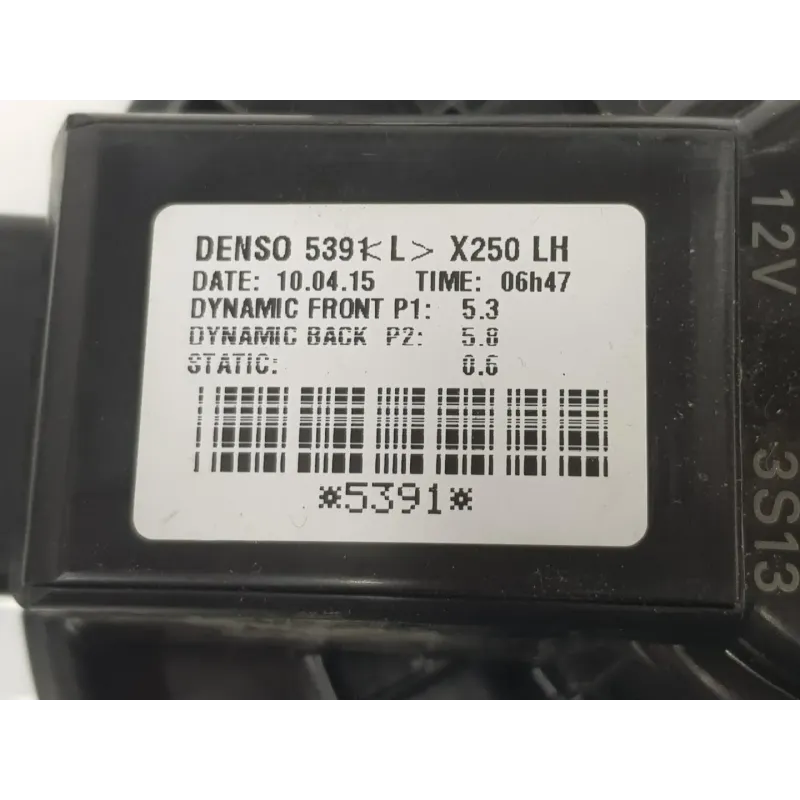 DENSO 5391<L> X250 LH
DATE: 10.04.15 TIME: 06h47
DYNAMIC FRONT P1: 5.3
DYNAMIC BACK P2: 5.8
STATIC: 0.6
*5391*
12V
3S13